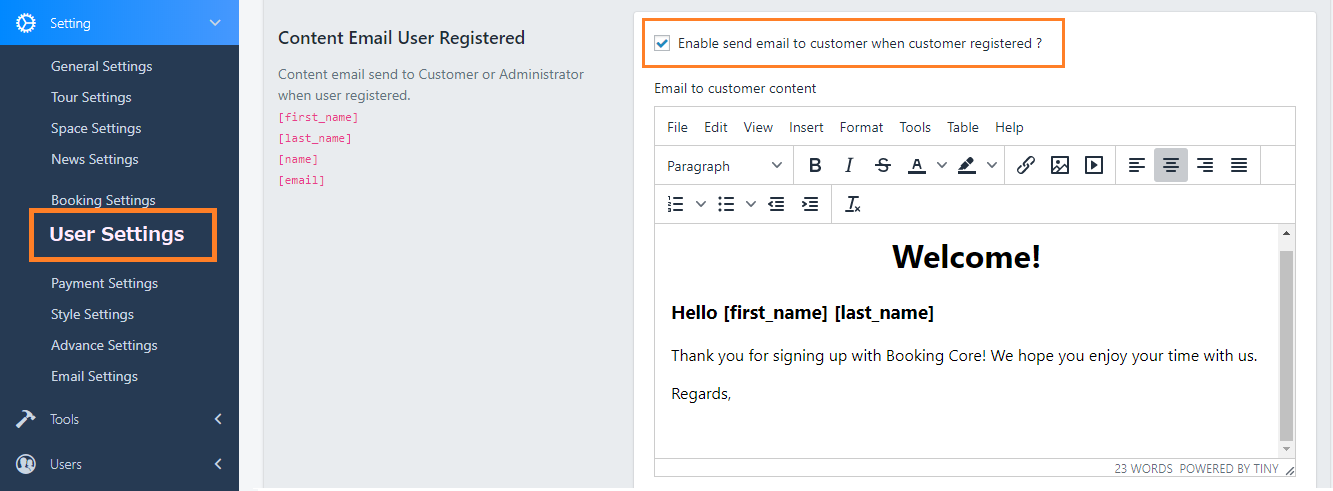 Setting
General Settings
Tour Settings
Space Settings
News Settings
Booking Settings
User Settings
Payment Settings
Style Settings
Advance Settings
Email Settings
Tools
Users
Content Email User Registered
Content email send to Customer or Administrator
when user registered.
[first_name]
[last_name]
[name]
[email]
Enable send email to customer when customer registered ?
Email to customer content
File Edit View Insert Format Tools Table Help
Paragraph
Welcome!
Hello [first_name] [last_name]
Thank you for signing up with Booking Core! We hope you enjoy your time with us.
Regards,
23 WORDS POWERED BY TINY